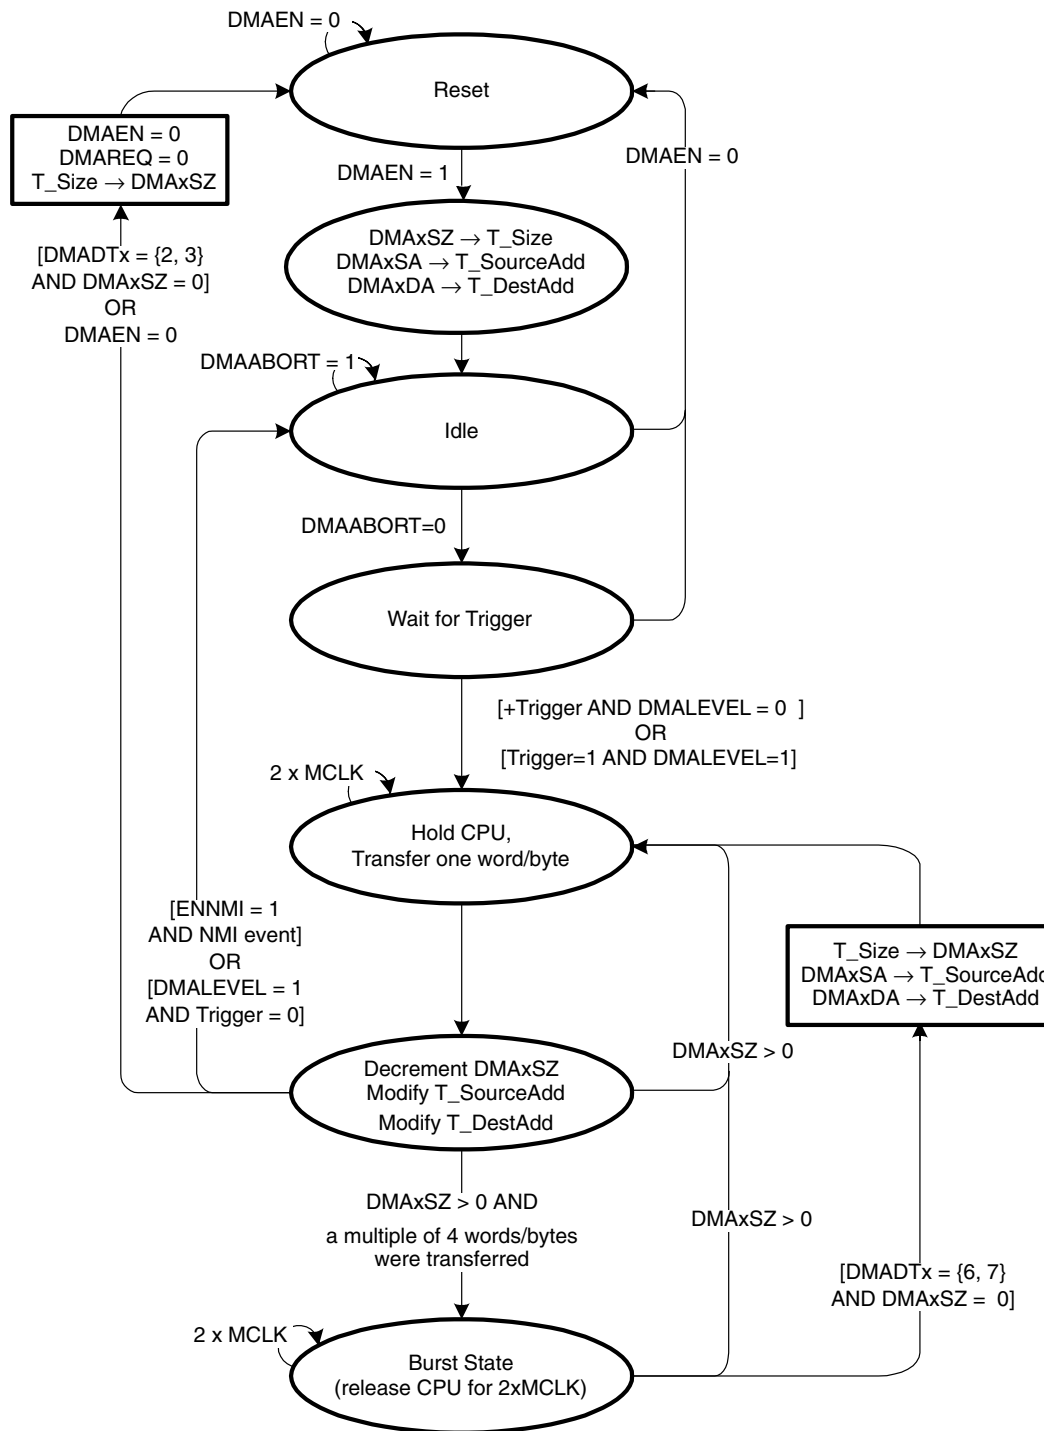 DMAEN = 0
Reset
DMAEN = 0
DMAREQ = 0
T_Size → DMAxSZ
DMAEN = 0
DMAEN = 1
[DMADTx = {2, 3}
AND DMAxSZ = 0]
OR
DMAEN = 0
DMAxSZ → T_Size
DMAxSA → T_SourceAdd
DMAxDA → T_DestAdd
DMAABORT = 1
Idle
DMAABORT=0
Wait for Trigger
[+Trigger AND DMALEVEL = 0 ]
OR
[Trigger=1 AND DMALEVEL=1]
2 x MCLK
Hold CPU,
Transfer one word/byte
[ENNMI = 1
AND NMI event]
OR
[DMALEVEL = 1
AND Trigger = 0]
T_Size → DMAxSZ
DMAxSA → T_SourceAdd
DMAxDA → T_DestAdd
DMAxSZ > 0
Decrement DMAxSZ
Modify T_SourceAdd
Modify T_DestAdd
DMAxSZ > 0 AND
a multiple of 4 words/bytes
were transferred
DMAxSZ > 0
[DMADTx = {6, 7}
AND DMAxSZ = 0]
2 x MCLK
Burst State
(release CPU for 2xMCLK)